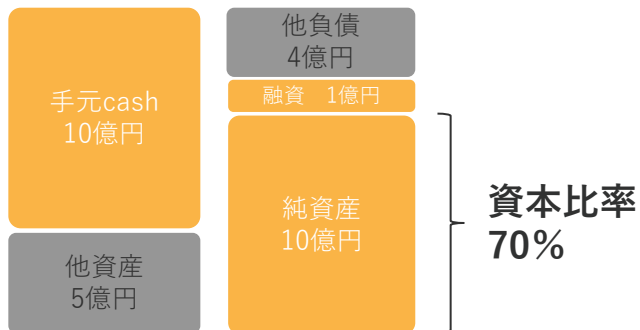 手元cash
10億円
他資産
5億円
他負債
4億円
融資　1億円
純資産
10億円
資本比率
70%